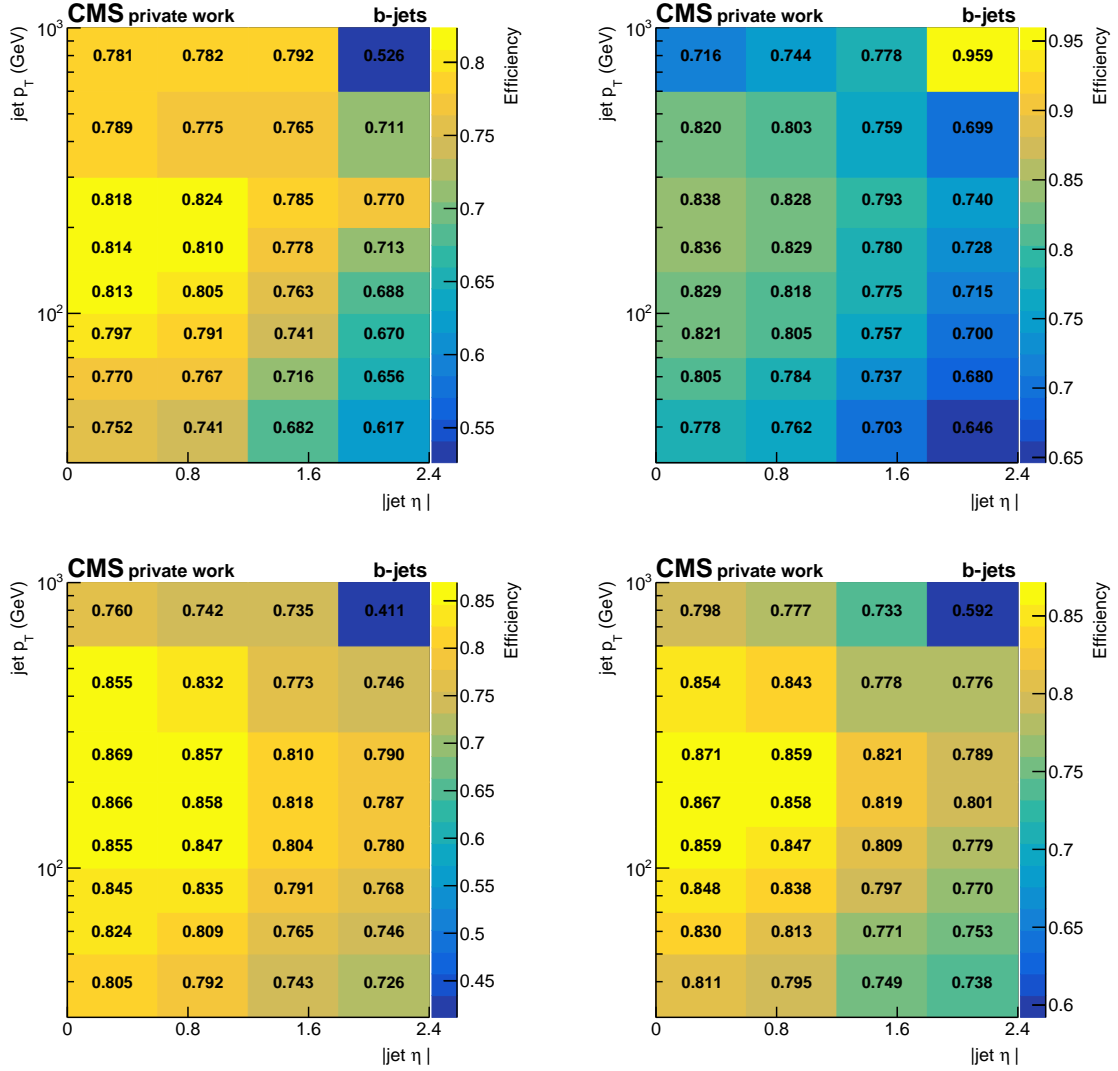 CMS private work b-jets
jet p_T (GeV)
Efficiency
10^3
10^2
0.781 0.782 0.792 0.526
0.789 0.775 0.765 0.711
0.818 0.824 0.785 0.770
0.814 0.810 0.778 0.713
0.813 0.805 0.763 0.688
0.797 0.791 0.741 0.670
0.770 0.767 0.716 0.656
0.752 0.741 0.682 0.617
0 0.8 1.6 2.4
|jet η |
0.8
0.75
0.7
0.65
0.6
0.55
CMS private work b-jets
jet p_T (GeV)
Efficiency
10^3
10^2
0.716 0.744 0.778 0.959
0.820 0.803 0.759 0.699
0.838 0.828 0.793 0.740
0.836 0.829 0.780 0.728
0.829 0.818 0.775 0.715
0.821 0.805 0.757 0.700
0.805 0.784 0.737 0.680
0.778 0.762 0.703 0.646
0 0.8 1.6 2.4
|jet η |
0.95
0.9
0.85
0.8
0.75
0.7
0.65
CMS private work b-jets
jet p_T (GeV)
Efficiency
10^3
10^2
0.760 0.742 0.735 0.411
0.855 0.832 0.773 0.746
0.869 0.857 0.810 0.790
0.866 0.858 0.818 0.787
0.855 0.847 0.804 0.780
0.845 0.835 0.791 0.768
0.824 0.809 0.765 0.746
0.805 0.792 0.743 0.726
0 0.8 1.6 2.4
|jet η |
0.85
0.8
0.75
0.7
0.65
0.6
0.55
0.5
0.45
CMS private work b-jets
jet p_T (GeV)
Efficiency
10^3
10^2
0.798 0.777 0.733 0.592
0.854 0.843 0.778 0.776
0.871 0.859 0.821 0.789
0.867 0.858 0.819 0.801
0.859 0.847 0.809 0.779
0.848 0.838 0.797 0.770
0.830 0.813 0.771 0.753
0.811 0.795 0.749 0.738
0 0.8 1.6 2.4
|jet η |
0.85
0.8
0.75
0.7
0.65
0.6